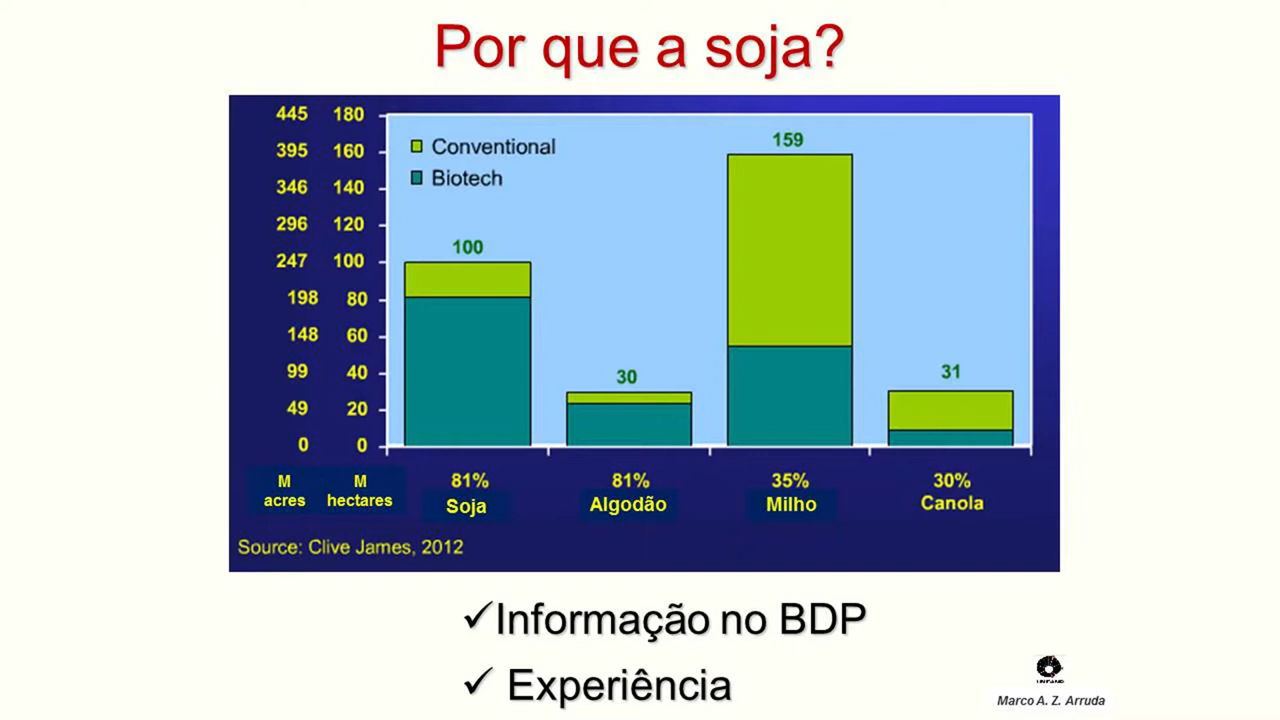 Por que a soja?
445 180
395 160
346 140
296 120
247 100
198 80
148 60
99 40
49 20
0 0
Conventional
Biotech
100
30
159
31
M acres
M hectares
81% Soja
81% Algodão
35% Milho
30% Canola
Source: Clive James, 2012
✓Informação no BDP
✓ Experiência
UNICAMP
Marco A. Z. Arruda